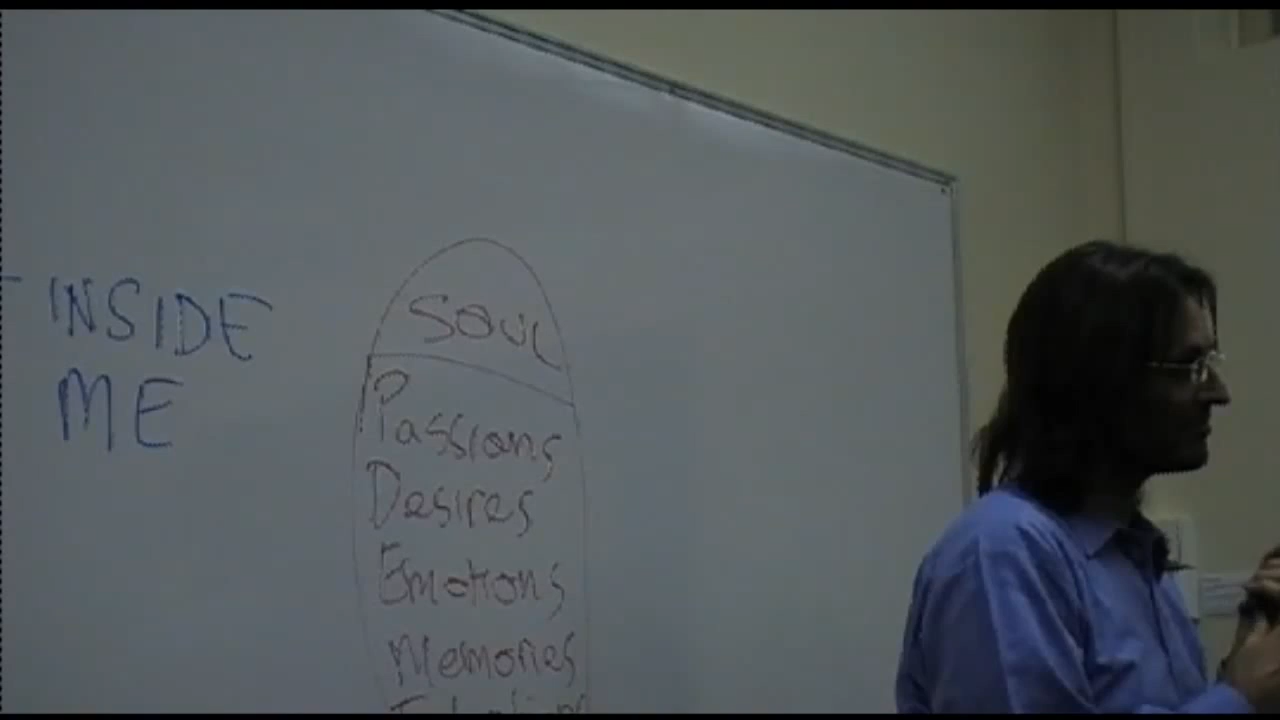 INSIDE
ME
SOUL
Passions
Desires
Emotions
Memories